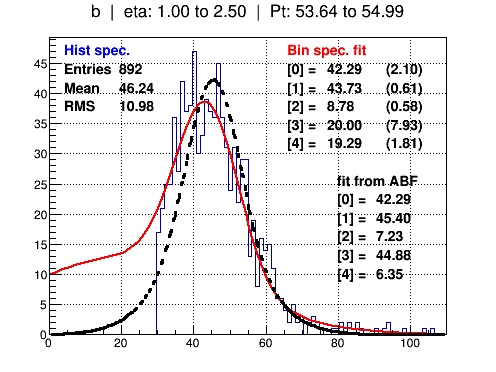 b | eta: 1.00 to 2.50 | Pt: 53.64 to 54.99
Hist spec.
Entries 892
Mean 46.24
RMS 10.98
Bin spec. fit
[0] = 42.29 (2.10)
[1] = 43.73 (0.61)
[2] = 8.78 (0.58)
[3] = 20.00 (7.93)
[4] = 19.29 (1.81)
fit from ABF
[0] = 42.29
[1] = 45.40
[2] = 7.23
[3] = 44.88
[4] = 6.35
45
40
35
30
25
20
15
10
5
0
0 20 40 60 80 100